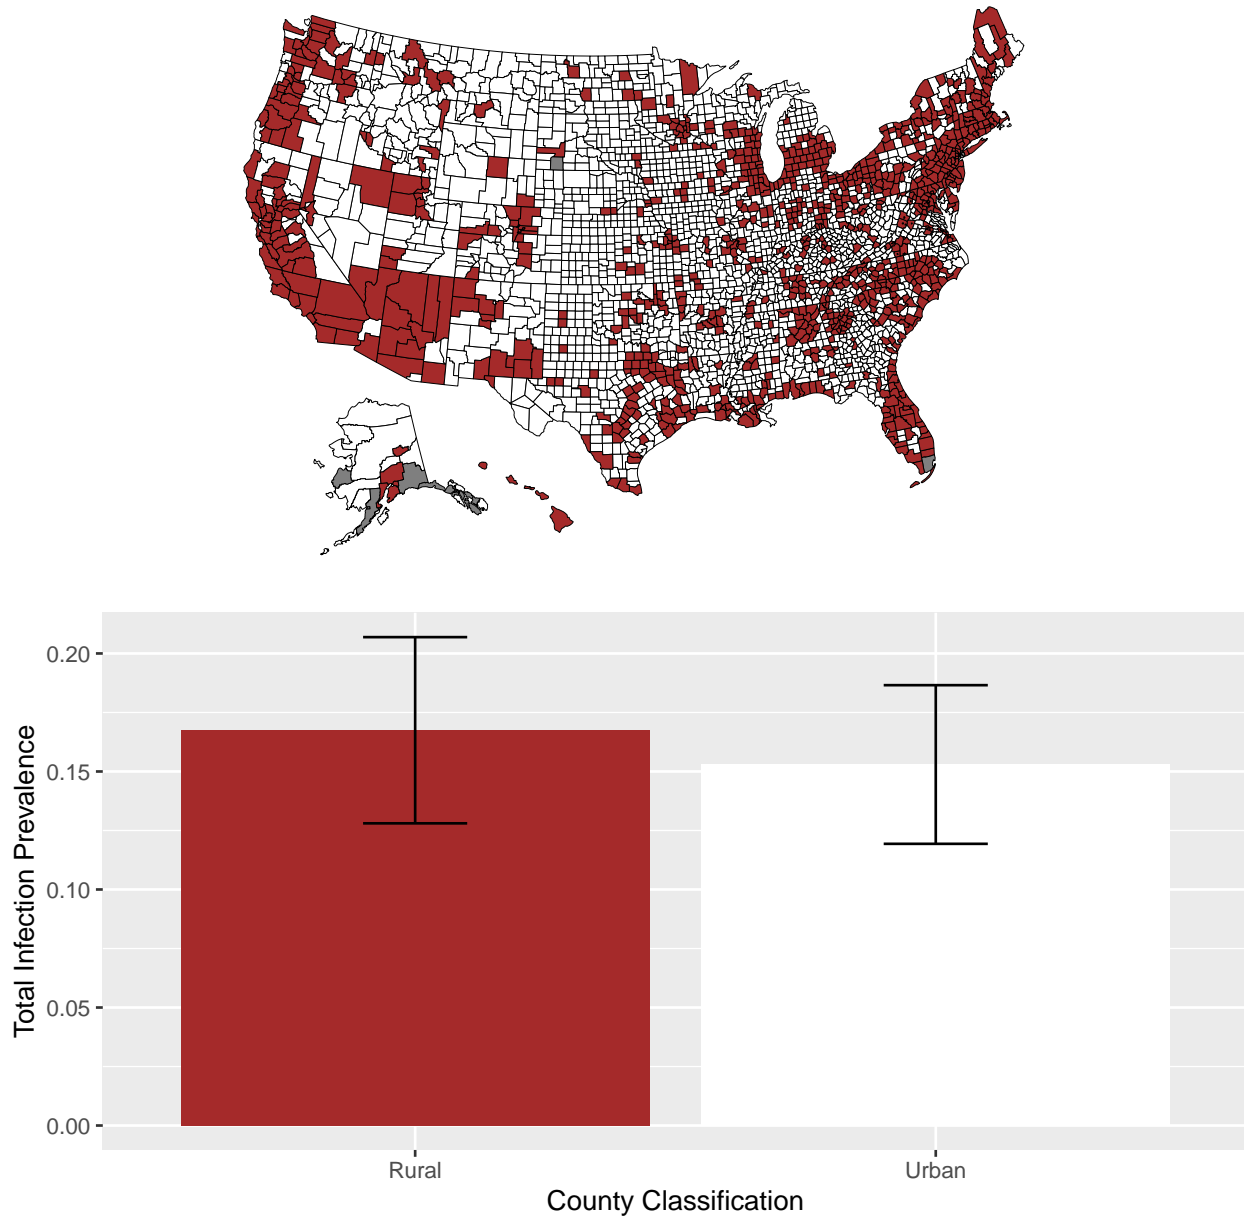 0.20
0.15
0.10
0.05
0.00
Total Infection Prevalence
Rural
Urban
County Classification